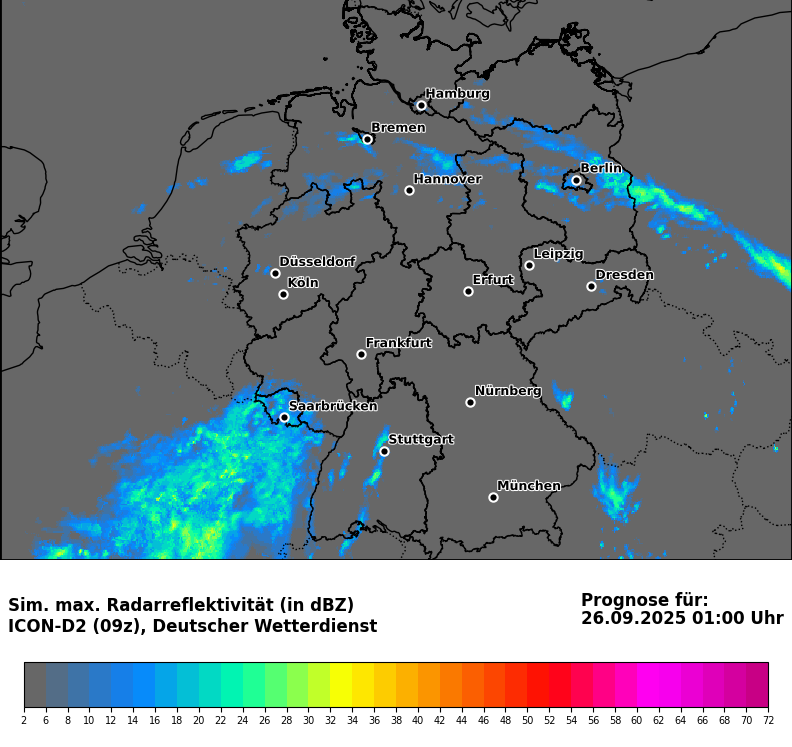 Hamburg
Bremen
Berlin
Hannover
Düsseldorf
Leipzig
Köln
Erfurt
Dresden
Frankfurt
Nürnberg
Saarbrücken
Stuttgart
München
Sim. max. Radarreflektivität (in dBZ)
ICON-D2 (09z), Deutscher Wetterdienst
Prognose für:
26.09.2025 01:00 Uhr
2 6 8 10 12 14 16 18 20 22 24 26 28 30 32 34 36 38 40 42 44 46 48 50 52 54 56 58 60 62 64 66 68 70 72